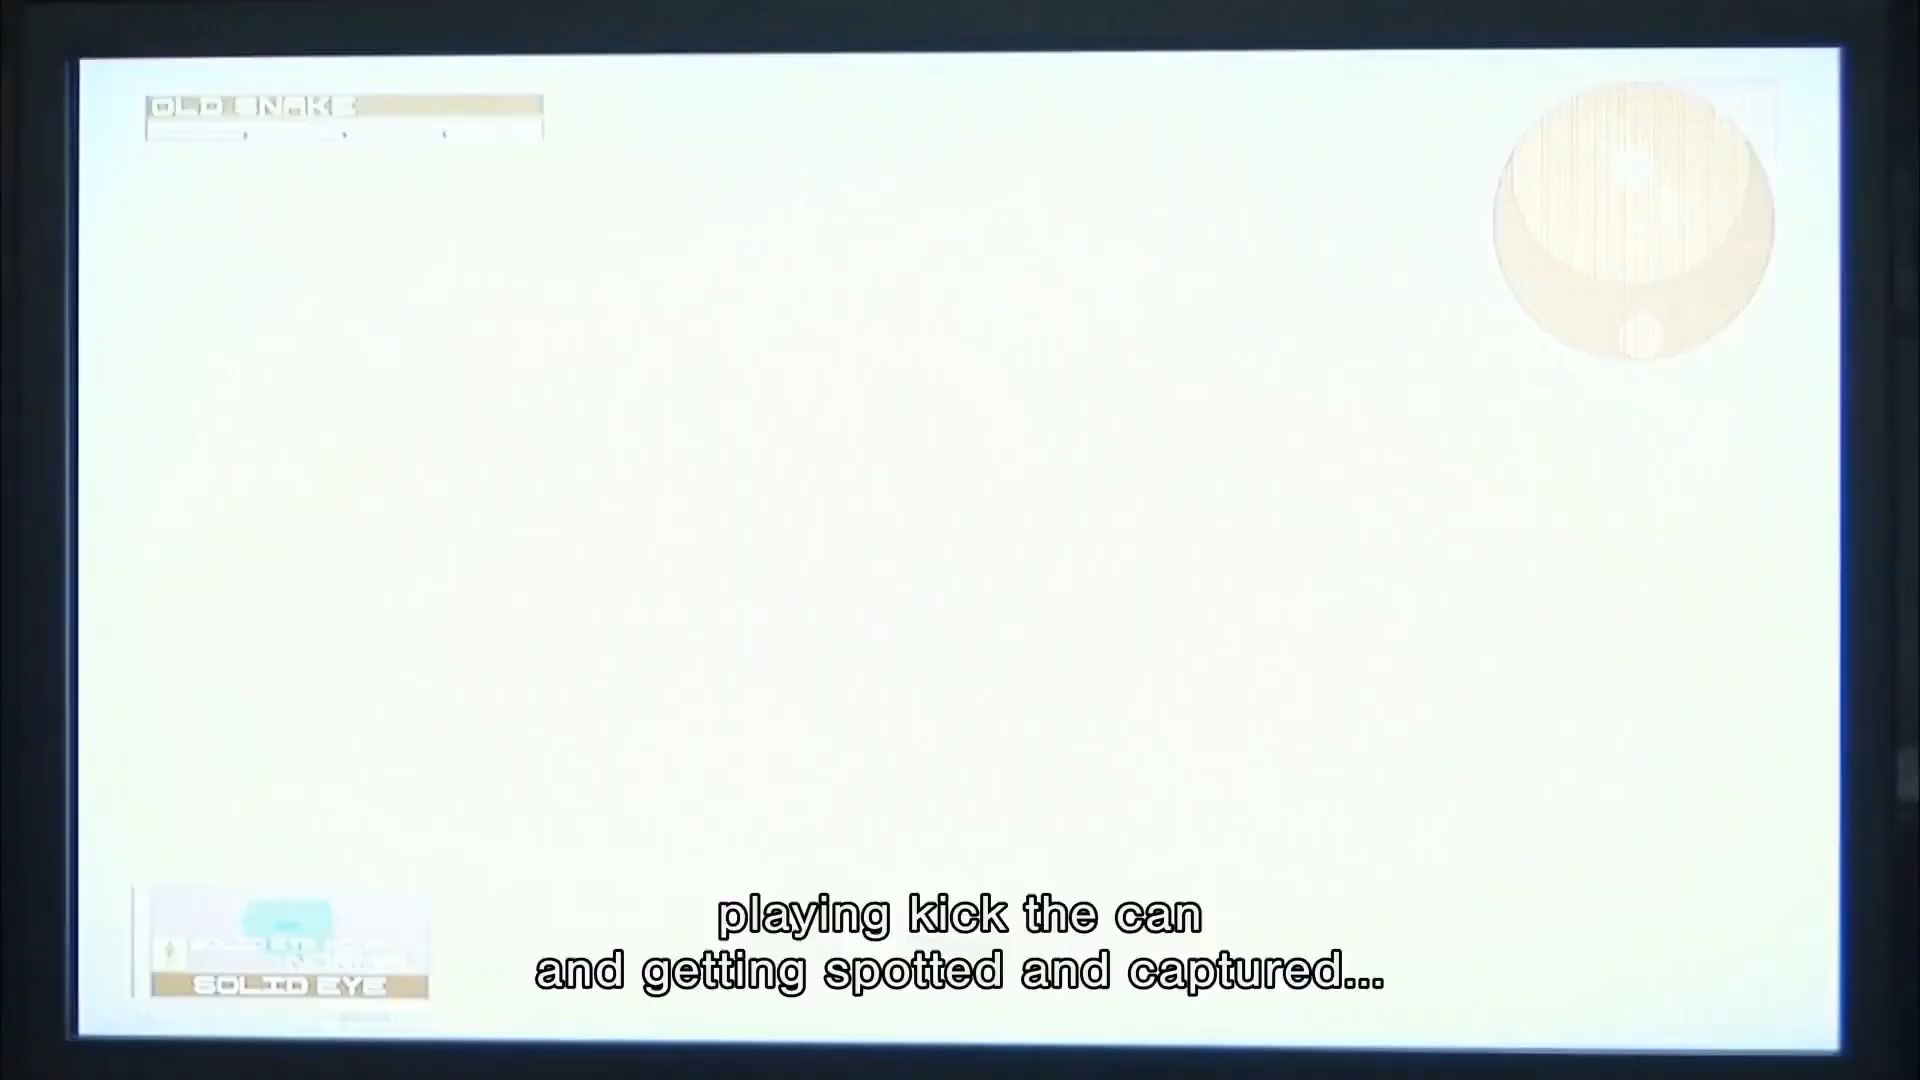 OLD SNAKE
SOLID EYE
playing kick the can
and getting spotted and captured...